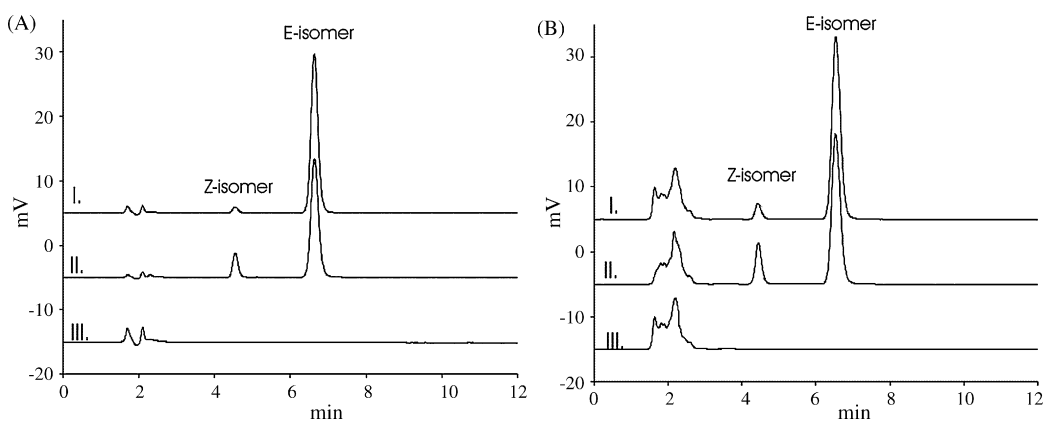 (A)
E-isomer
30
20
Z-isomer
10
I.
mV
0
II.
-10
III.
-20
0 2 4 6 8 10 12
min
(B)
E-isomer
30
20
Z-isomer
10
I.
mV
0
II.
-10
III.
-20
0 2 4 6 8 10 12
min